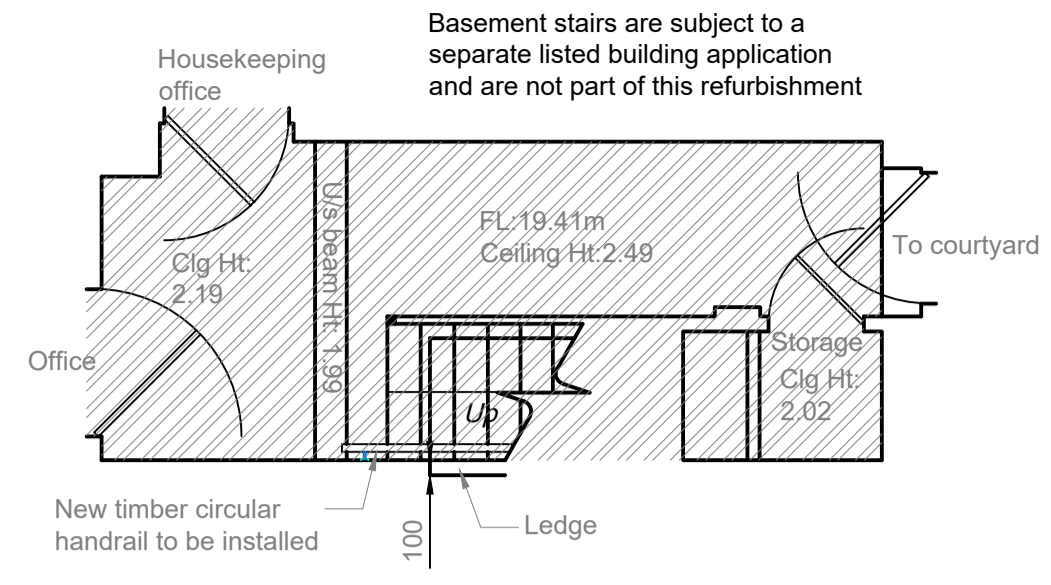 Basement stairs are subject to a
separate listed building application
and are not part of this refurbishment
Housekeeping
office
U/s beam Ht: 1.99
FL:19.41m
Ceiling Ht:2.49
Clg Ht:
2.19
To courtyard
Office
Storage
Clg Ht:
2.02
Up
New timber circular
handrail to be installed
100
Ledge